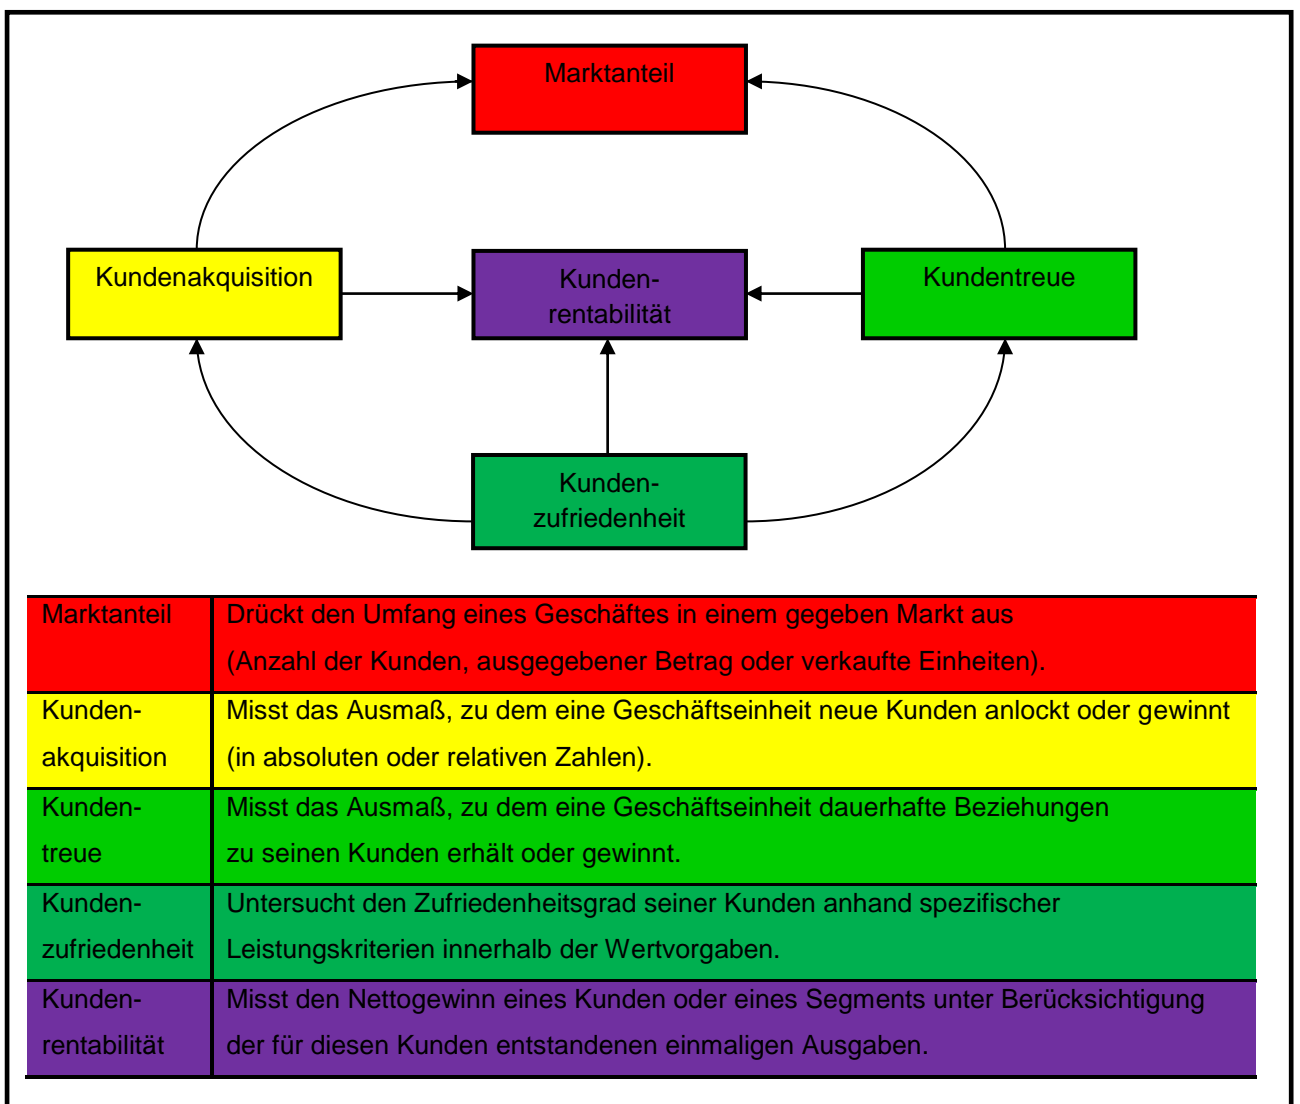 Marktanteil
Kundenakquisition
Kunden-
rentabilität
Kundentreue
Kunden-
zufriedenheit
Marktanteil
Drückt den Umfang eines Geschäftes in einem gegeben Markt aus
(Anzahl der Kunden, ausgegebener Betrag oder verkaufte Einheiten).
Kunden-
akquisition
Misst das Ausmaß, zu dem eine Geschäftseinheit neue Kunden anlockt oder gewinnt
(in absoluten oder relativen Zahlen).
Kunden-
treue
Misst das Ausmaß, zu dem eine Geschäftseinheit dauerhafte Beziehungen
zu seinen Kunden erhält oder gewinnt.
Kunden-
zufriedenheit
Untersucht den Zufriedenheitsgrad seiner Kunden anhand spezifischer
Leistungskriterien innerhalb der Wertvorgaben.
Kunden-
rentabilität
Misst den Nettogewinn eines Kunden oder eines Segments unter Berücksichtigung
der für diesen Kunden entstandenen einmaligen Ausgaben.